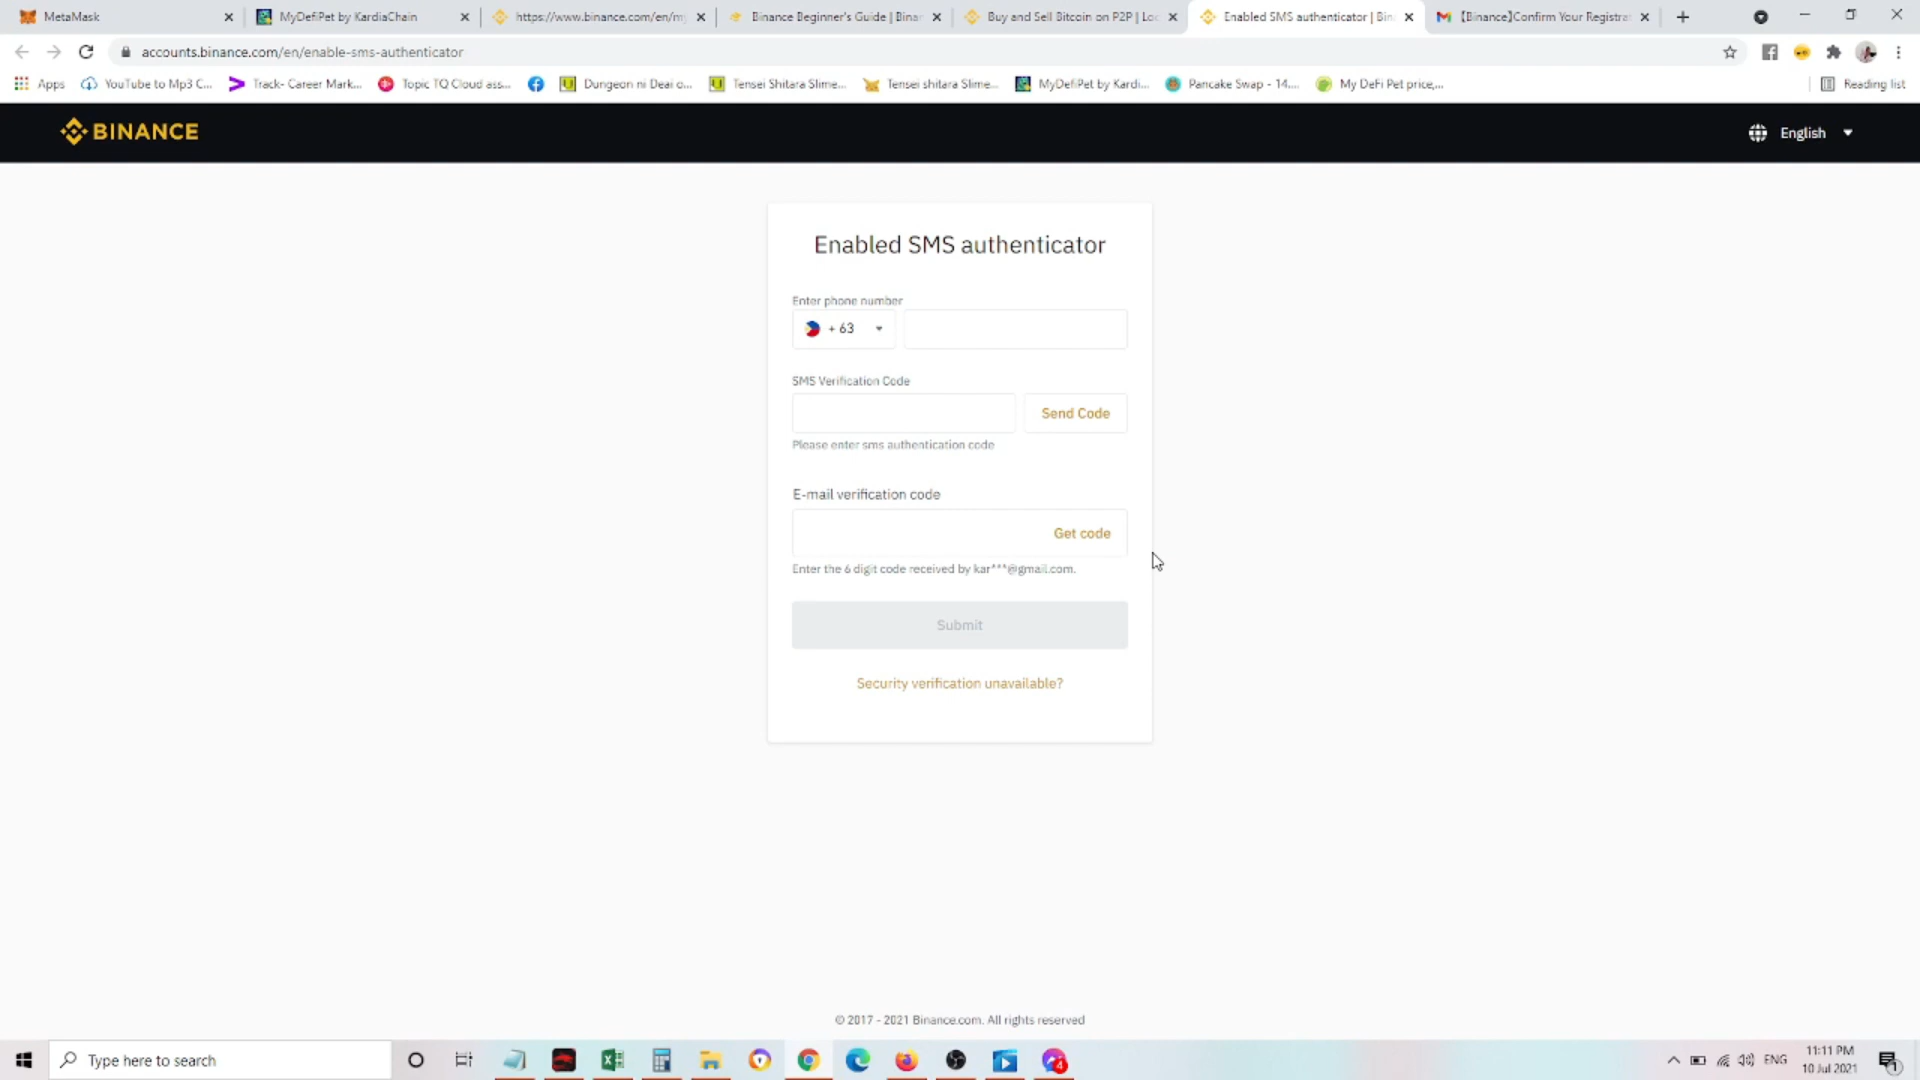 MetaMask
MyDefiPet by KardiaChain
https://www.binance.com/en/my
Binance Beginner's Guide | Binan
Buy and Sell Bitcoin on P2P | Loc
Enabled SMS authenticator | Bin
【Binance】Confirm Your Registra
accounts.binance.com/en/enable-sms-authenticator
Apps
YouTube to Mp3 C...
Track- Career Mark...
Topic TQ Cloud ass...
Dungeon ni Deai o...
Tensei Shitara Slime...
Tensei shitara Slime...
MyDefiPet by Kardi...
Pancake Swap - 14....
My DeFi Pet price,...
Reading list
BINANCE
English
Enabled SMS authenticator
Enter phone number
+ 63
SMS Verification Code
Send Code
Please enter sms authentication code
E-mail verification code
Get code
Enter the 6 digit code received by kar***@gmail.com.
Submit
Security verification unavailable?
© 2017 - 2021 Binance.com. All rights reserved
Type here to search
4
ENG
11:11 PM
10 Jul 2021
1